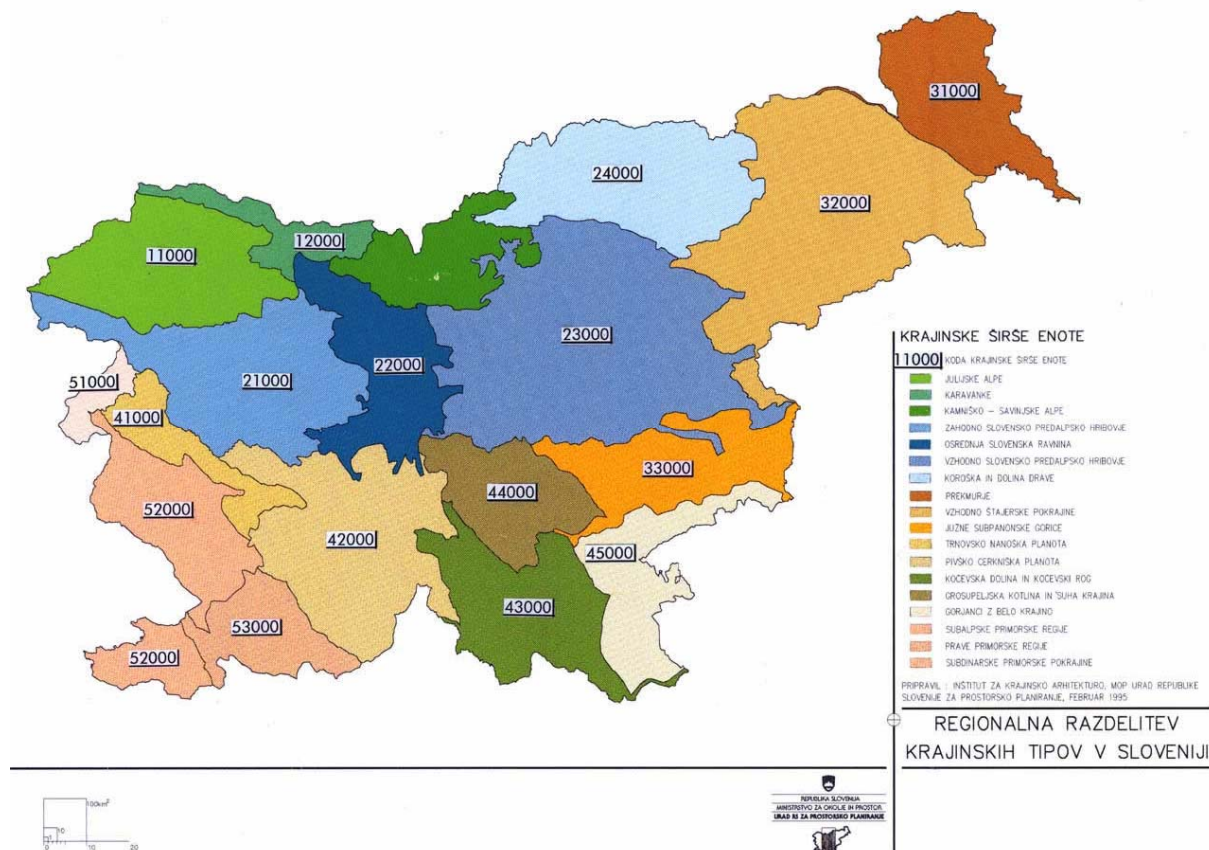 31000
24000
32000
12000
11000
23000
22000
51000
21000
41000
33000
44000
52000
42000
45000
43000
53000
52000
KRAJINSKE ŠIRŠE ENOTE
11000 KODA KRAJINSKE ŠIRŠE ENOTE
JULIJSKE ALPE
KARAVANKE
KAMNIŠKO – SAVINJSKE ALPE
ZAHODNO SLOVENSKO PREDALPSKO HRIBOVJE
OSREDNJA SLOVENSKA RAVNINA
VZHODNO SLOVENSKO PREDALPSKO HRIBOVJE
KOROŠKA IN DOLINA DRAVE
PREKMURJE
VZHODNO ŠTAJERSKE POKRAJINE
JUŽNE SUBPANONSKE GORICE
TRNOVSKO NANOŠKA PLANOTA
PIVŠKO CERKNIŠKA PLANOTA
KOČEVSKA DOLINA IN KOČEVSKI ROG
GROSUPELJSKA KOTLINA IN SUHA KRAJINA
GORJANCI Z BELO KRAJINO
SUBALPSKE PRIMORSKE REGIJE
PRAVE PRIMORSKE REGIJE
SUBDINARSKE PRIMORSKE POKRAJINE
PRIPRAVIL : INŠTITUT ZA KRAJINSKO ARHITEKTURO, MOP URAD REPUBLIKE
SLOVENIJE ZA PROSTORSKO PLANIRANJE, FEBRUAR 1995
REGIONALNA RAZDELITEV
KRAJINSKIH TIPOV V SLOVENIJI
100km²
10
1
0 10 20
REPUBLIKA SLOVENIJA
MINISTRSTVO ZA OKOLJE IN PROSTOR
URAD RS ZA PROSTORSKO PLANIRANJE